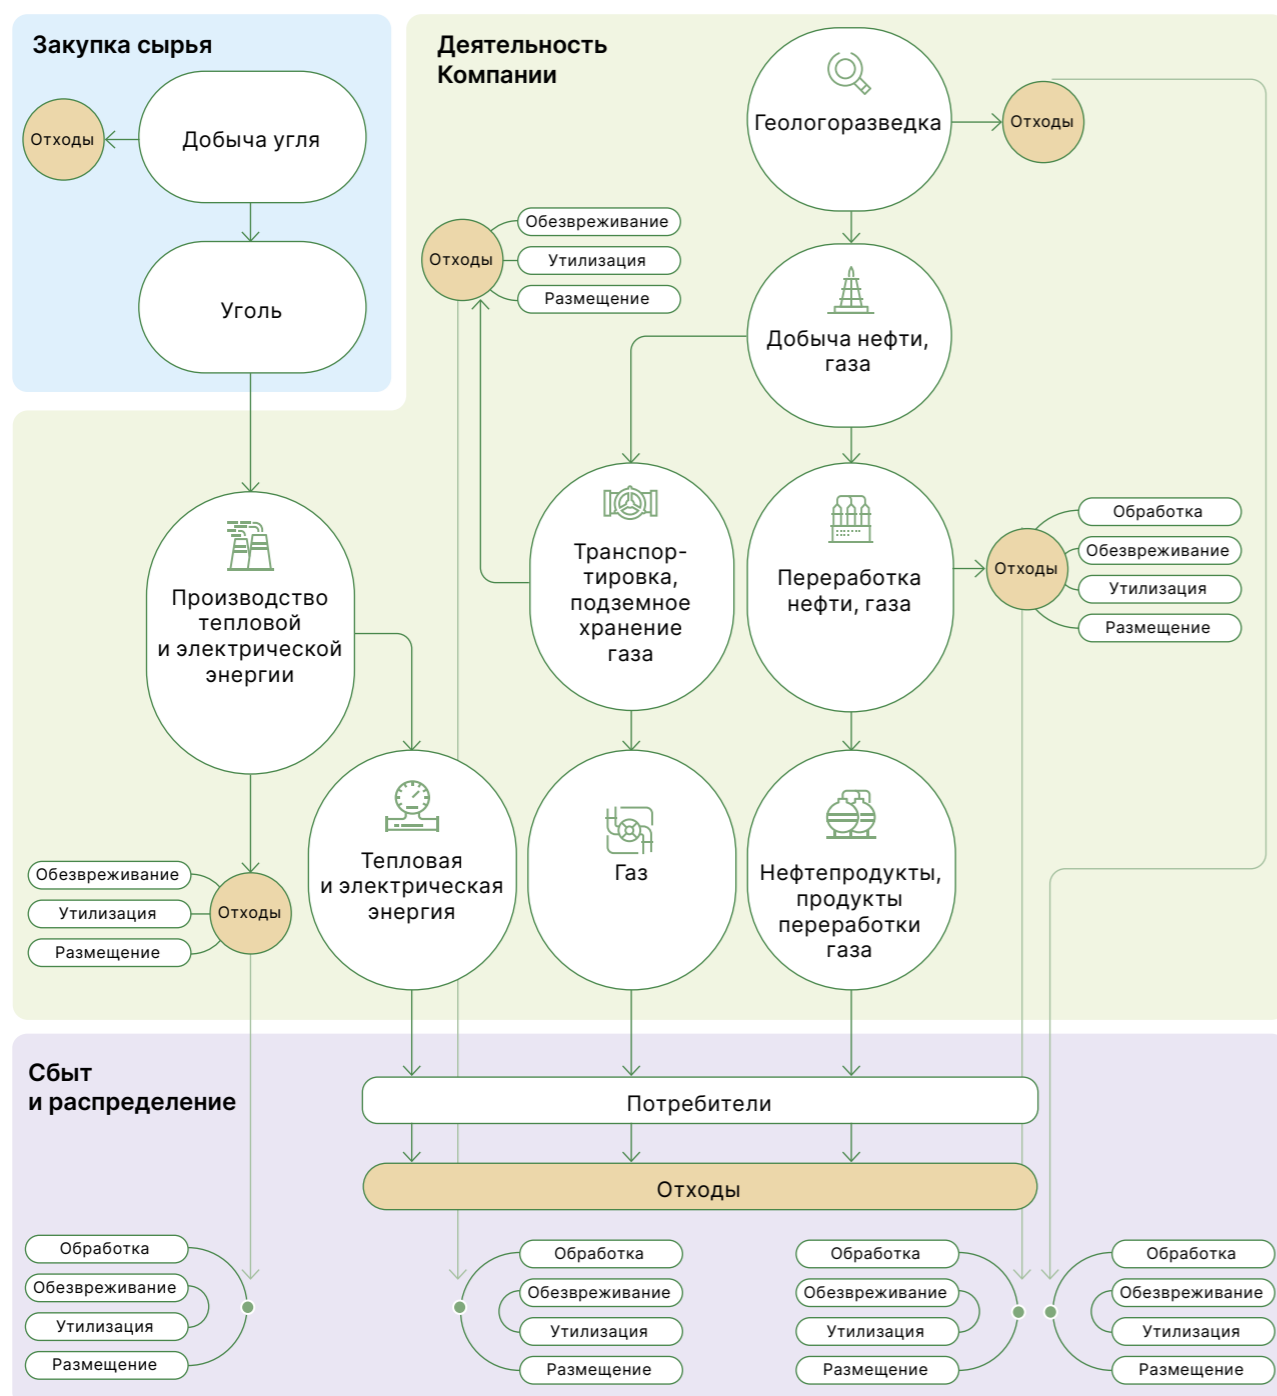 Закупка сырья
Отходы
Добыча угля
Уголь
Деятельность
Компании
Геологоразведка
Отходы
Отходы
Обезвреживание
Утилизация
Размещение
Добыча нефти,
газа
Производство
тепловой
и электрической
энергии
Транспор-
тировка,
подземное
хранение
газа
Переработка
нефти, газа
Отходы
Обработка
Обезвреживание
Утилизация
Размещение
Обезвреживание
Утилизация
Размещение
Отходы
Тепловая
и электрическая
энергия
Газ
Нефтепродукты,
продукты
переработки
газа
Сбыт
и распределение
Потребители
Отходы
Обработка
Обезвреживание
Утилизация
Размещение
Обработка
Обезвреживание
Утилизация
Размещение
Обработка
Обезвреживание
Утилизация
Размещение
Обработка
Обезвреживание
Утилизация
Размещение